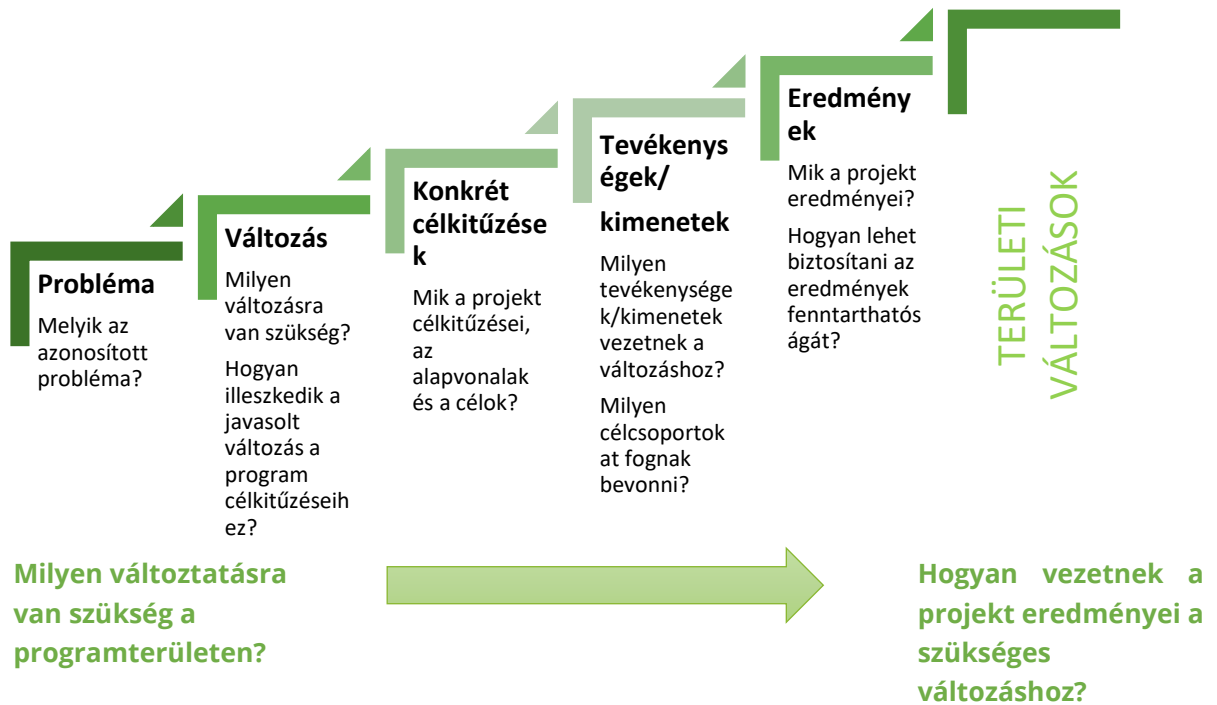 Probléma
Melyik az
azonosított
probléma?
Változás
Milyen
változásra
van szükség?
Hogyan
illeszkedik a
javasolt
változás a
program
célkitűzéseih
ez?
Konkrét
célkitűzése
k
Mik a projekt
célkitűzései,
az
alapvonalak
és a célok?
Tevékenys
égek/
kimenetek
Milyen
tevékenysége
k/kimenetek
vezetnek a
változáshoz?
Milyen
célcsoportok
at fognak
bevonni?
Eredmény
ek
Mik a projekt
eredményei?
Hogyan lehet
biztosítani az
eredmények
fenntarthatós
ágát?
TERÜLETI
VÁLTOZÁSOK
Milyen változtatásra
van szükség a
programterületen?
Hogyan vezetnek a
projekt eredményei a
szükséges
változáshoz?